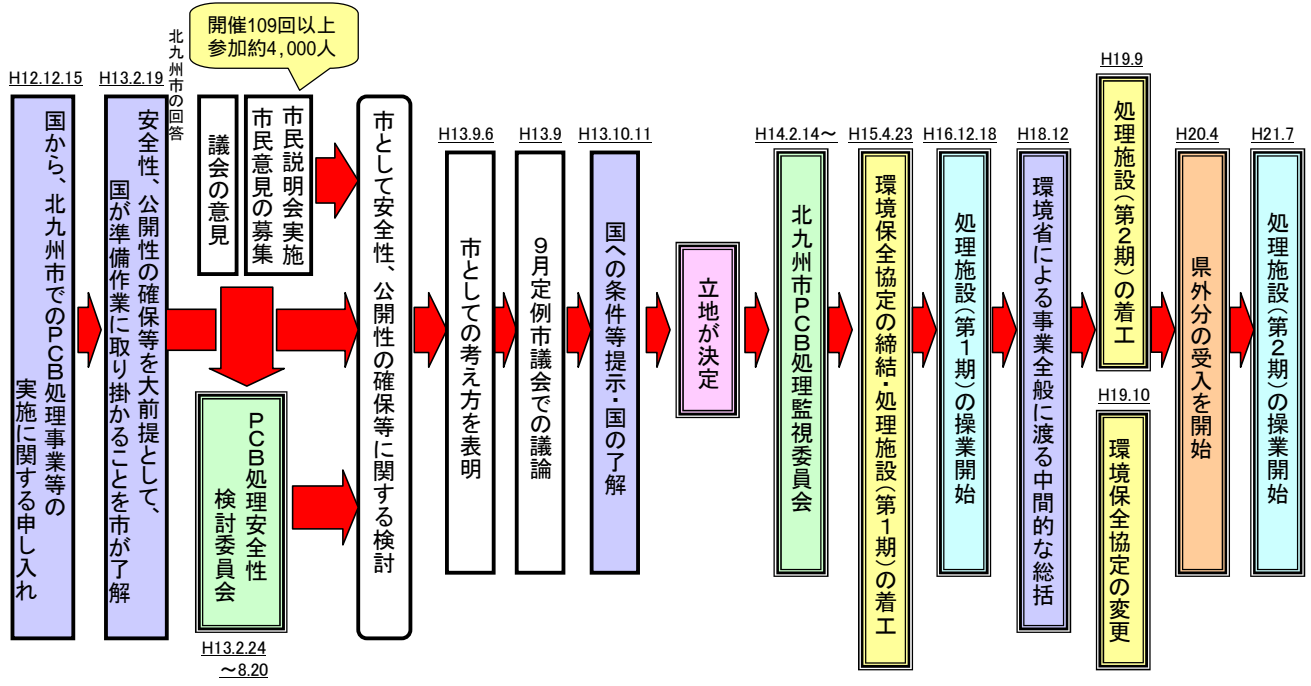 H12.12.15
国から、北九州市でのPCB処理事業等の
実施に関する申し入れ
H13.2.19
安全性、公開性の確保等を大前提として、
国が準備作業に取り掛かることを市が了解
北九州市の回答
開催109回以上
参加約4,000人
議会の意見
市民説明会実施
市民意見の募集
PCB処理安全性
検討委員会
H13.2.24
～8.20
市として安全性、公開性の確保等に関する検討
H13.9.6
市としての考え方を表明
H13.9
９月定例市議会での議論
H13.10.11
国への条件等提示・国の了解
立地が決定
H14.2.14～
北九州市PCB処理監視委員会
H15.4.23
環境保全協定の締結・処理施設（第１期）の着工
H16.12.18
処理施設（第１期）の操業開始
H18.12
環境省による事業全般に渡る中間的な総括
H19.9
処理施設（第２期）の着工
H19.10
環境保全協定の変更
H20.4
県外分の受入を開始
H21.7
処理施設（第２期）の操業開始